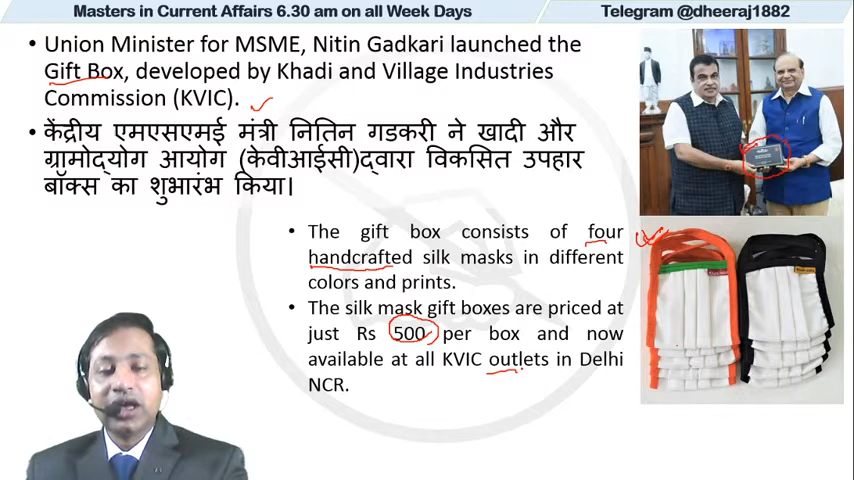 Masters in Current Affairs 6.30 am on all Week Days
Telegram @dheeraj1882
• Union Minister for MSME, Nitin Gadkari launched the
Gift Box, developed by Khadi and Village Industries
Commission (KVIC).
• केंद्रीय एमएसएमई मंत्री नितिन गडकरी ने खादी और
ग्रामोद्योग आयोग (केवीआईसी)द्वारा विकसित उपहार
बॉक्स का शुभारंभ किया।
• The gift box consists of four
handcrafted silk masks in different
colors and prints.
• The silk mask gift boxes are priced at
just Rs 500 per box and now
available at all KVIC outlets in Delhi
NCR.